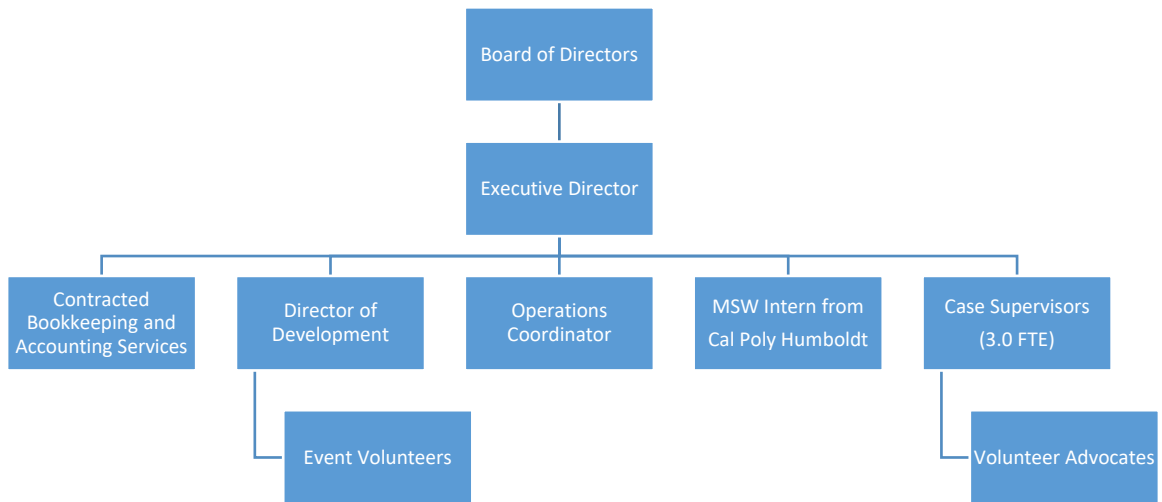 Board of Directors
Executive Director
Contracted
Bookkeeping and
Accounting Services
Director of
Development
Operations
Coordinator
MSW Intern from
Cal Poly Humboldt
Case Supervisors
(3.0 FTE)
Event Volunteers
Volunteer Advocates